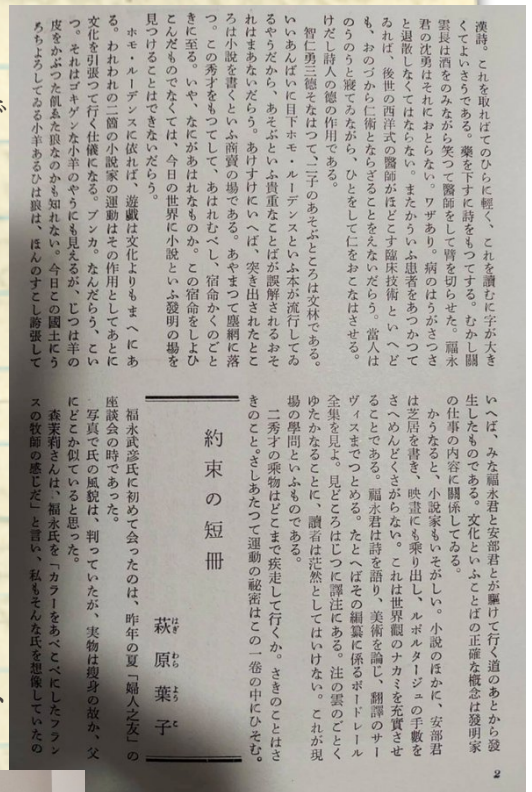 漢詩。これを取ればてのひらに輕く、これを讀むに字が大き
くてよいさうである。藥を下すに詩をもつてする。むかし關
雲長は酒をのみながら笑つて醫師をして臂を切らせた。福永
君の沈勇はそれにおとらない。ワザあり。病のはうがさつさ
と退散しなくてはならない。またかういふ患者をあつかつて
ゐれば、後世の西洋式の醫師がほどこす臨床技術といへど
も、おのづから仁術とならざることをえないだらう。當人は
のうのうと寢てゐながら、ひとをして仁をおこなはせる。
けだし詩人の德の作用である。
智仁勇三德そなはつて、二子のあそぶところは文林である。
いいあんばいに目下ホモ・ルーデンスといふ本が流行してゐ
るやうだから、あそぶといふ貴重なことばが誤解されるおそ
れはまあないだらう。あけすけにいへば、突き出されたとこ
ろは小説を書くといふ商賣の場である。あやまつて塵網に落
つ。この秀才をもつてして、あはれむべし、宿命かくのごと
きに至る。いや、なにがあはれなものか。この宿命をしよひ
こんだものでなくては、今日の世界に小説といふ發明の場を
見つけることはできないだらう。
ホモ・ルーデンスに依れば、遊戲は文化よりもまへにあ
る。われわれの二箇の小説家の運動はその作用としてあとに
文化を引張つて行く仕儀になる。ブンカ。なんだらう、こい
つ。それはゴキゲンな小羊のやうにも見えるが、じつは羊の
皮をかぶつた飢ゑた狼なのかも知れない。今日この國土にう
ろちよろしてゐる小羊あるひは狼は、ほんのすこし誇張して
いへば、みな福永君と安部君とが驅けて行く道のあとから發
生したものである。文化といふことばの正確な概念は發明家
の仕事の内容に關係してゐる。
かうなると、小説家もいそがしい。小説のほかに、安部君
は芝居を書き、映畫にも乘り出し、ルポルタージュの手數を
さへめんどくさがらない。これは世界觀のナカミを充實させ
ることである。福永君は詩を語り、美術を論じ、翻譯のサー
ヴィスまでつとめる。たとへばその編纂に係るボードレール
全集を見よ。見どころはじつに譯注にある。注の雲のごとく
ゆたかなることに、讀者は茫然としてはいけない。これが現
場の學問といふものである。
二秀才の乘物はどこまで疾走して行くか。さきのことはさ
きのこと。さしあたつて運動の祕密はこの一卷の中にひそむ。
約束の短冊
萩原葉子
はぎわらようこ
福永武彦氏に初めて会ったのは、昨年の夏「婦人之友」の
座談会の時であった。
写真で氏の風貌は、判っていたが、実物は瘦身の故か、父
にどこか似ていると思った。
森茉莉さんは、福永氏を「カラーをあべこべにしたフラン
スの牧師の感じだ」と言い、私もそんな氏を想像していたの
2